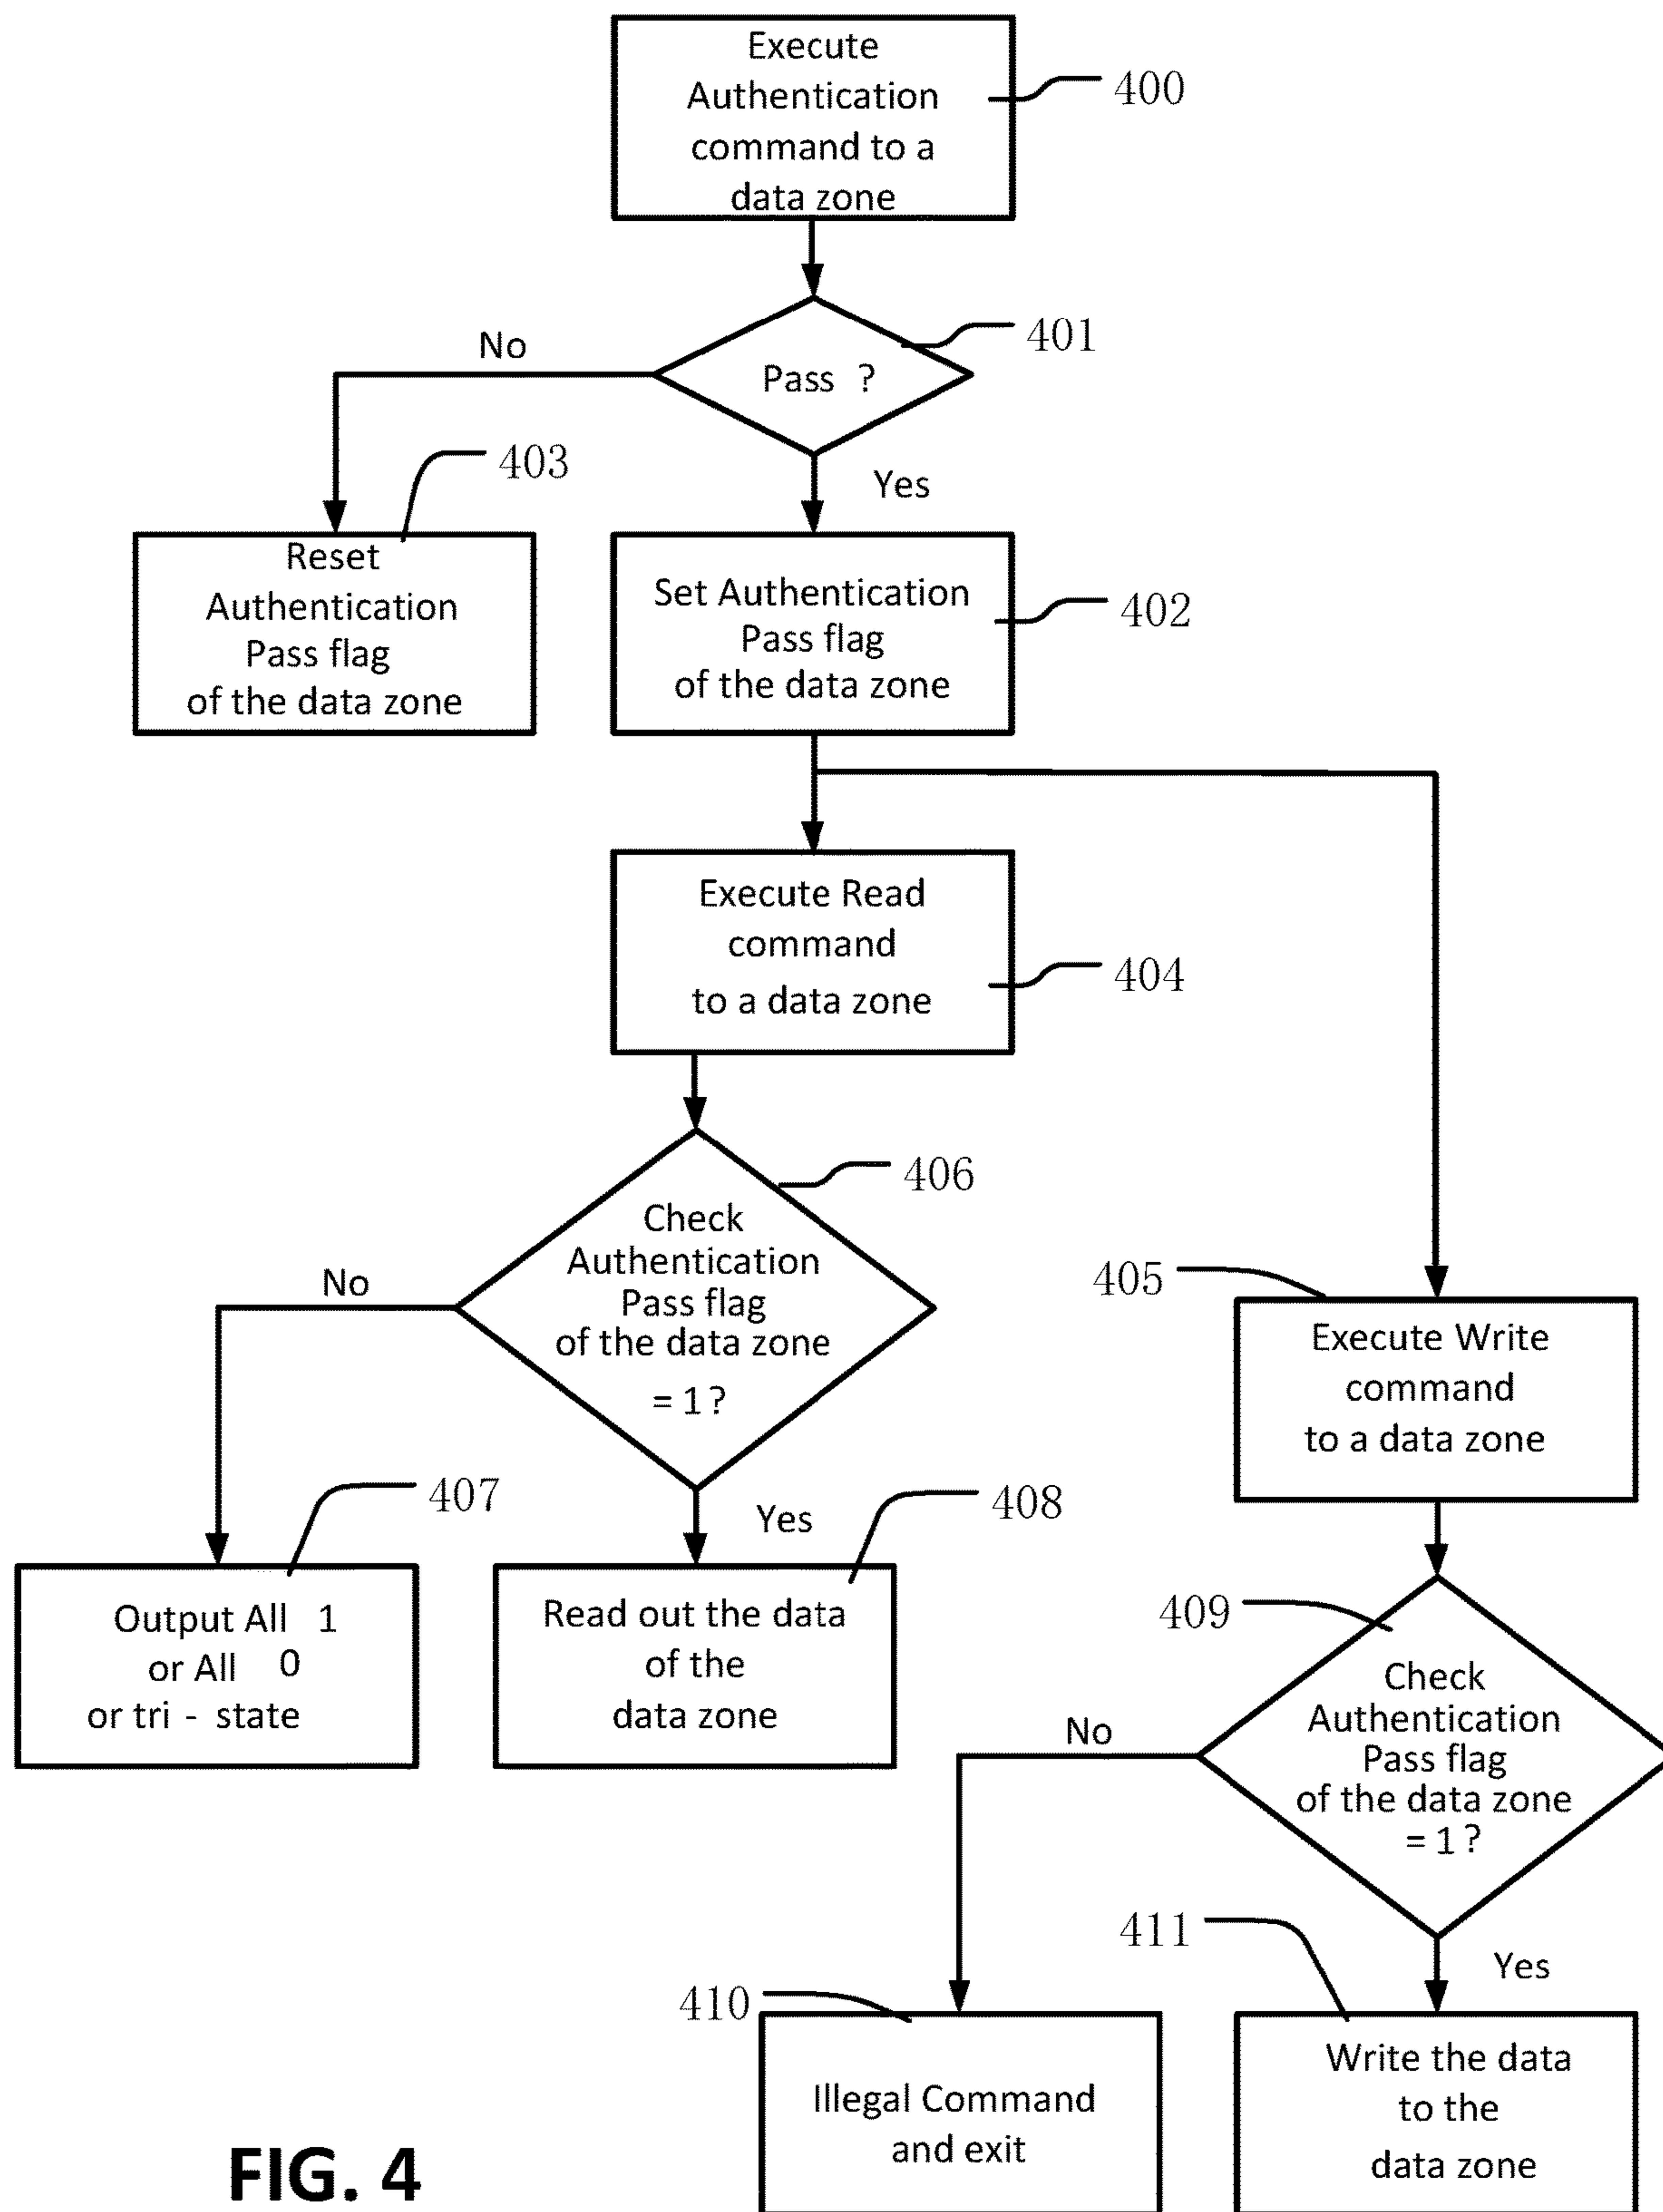 Execute
Authentication
command to a
data zone
400
401
No
Pass ?
403
Yes
Reset
Authentication
Pass flag
of the data zone
Set Authentication
Pass flag
of the data zone
402
Execute Read
command
to a data zone
404
406
Check
Authentication
Pass flag
of the data zone
= 1 ?
No
405
Execute Write
command
to a data zone
407
Yes
408
Output All 1
or All 0
or tri - state
Read out the data
of the
data zone
409
Check
Authentication
Pass flag
of the data zone
= 1 ?
No
411
Yes
410
Illegal Command
and exit
Write the data
to the
data zone
FIG. 4